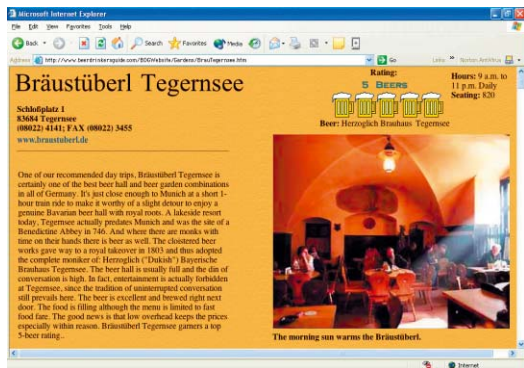 Microsoft Internet Explorer
File Edit View Favorites Tools Help
Back Search Favorites Media
Address http://www.beerdrinkersguide.com/BDGWebsite/Gardens/BrauTegernsee.htm Go Links Norton AntiVirus
Bräustüberl Tegernsee
Schloßplatz 1
83684 Tegernsee
(08022) 4141; FAX (08022) 3455
www.braustuberl.de
Rating:
5 BEERS
Beer: Herzoglich Brauhaus Tegernsee
Hours: 9 a.m. to
11 p.m. Daily
Seating: 820
One of our recommended day trips, Bräustüberl Tegernsee is
certainly one of the best beer hall and beer garden combinations
in all of Germany. It's just close enough to Munich at a short 1-
hour train ride to make it worthy of a slight detour to enjoy a
genuine Bavarian beer hall with royal roots. A lakeside resort
today, Tegernsee actually predates Munich and was the site of a
Benedictine Abbey in 746. And where there are monks with
time on their hands there is beer as well. The cloistered beer
works gave way to a royal takeover in 1803 and thus adopted
the complete moniker of: Herzoglich ("Dukish") Bayerische
Brauhaus Tegernsee. The beer hall is usually full and the din of
conversation is high. In fact, entertainment is actually forbidden
at Tegernsee, since the tradition of uninterrupted conversation
still prevails here. The beer is excellent and brewed right next
door. The food is filling although the menu is limited to fast
food fare. The good news is that low overhead keeps the prices
especially within reason. Bräustüberl Tegernsee garners a top
5-beer rating..
The morning sun warms the Bräustüberl.
Internet